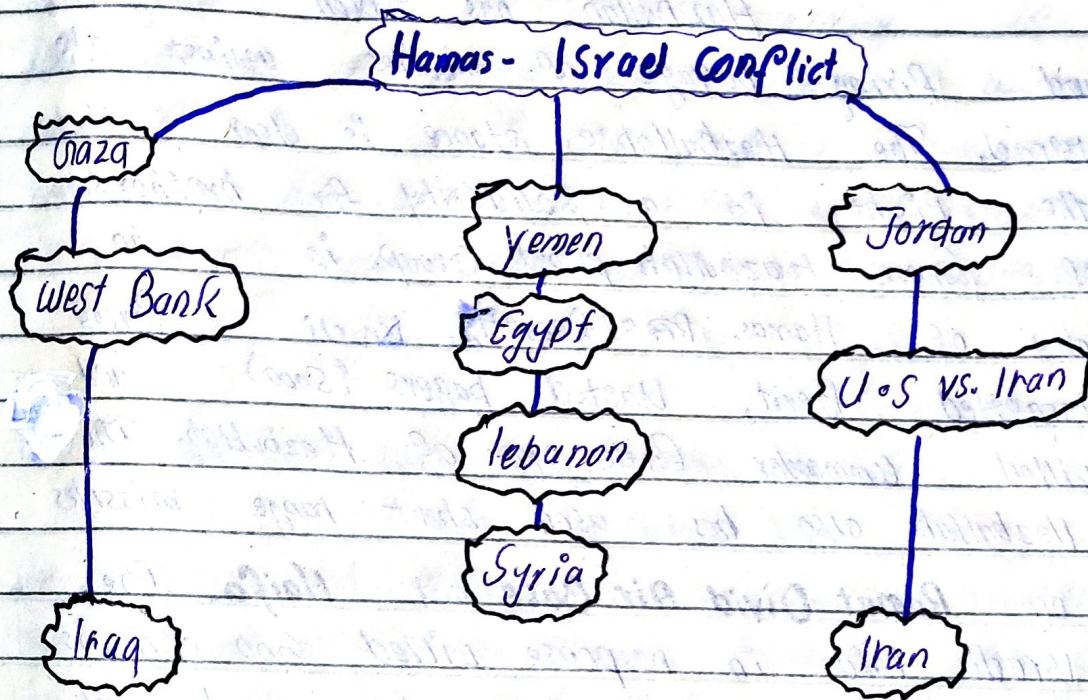 Hamas- Israel Conflict
Gaza
West Bank
Iraq
Yemen
Egypt
lebanon
Syria
Jordan
U.S vs. Iran
Iran